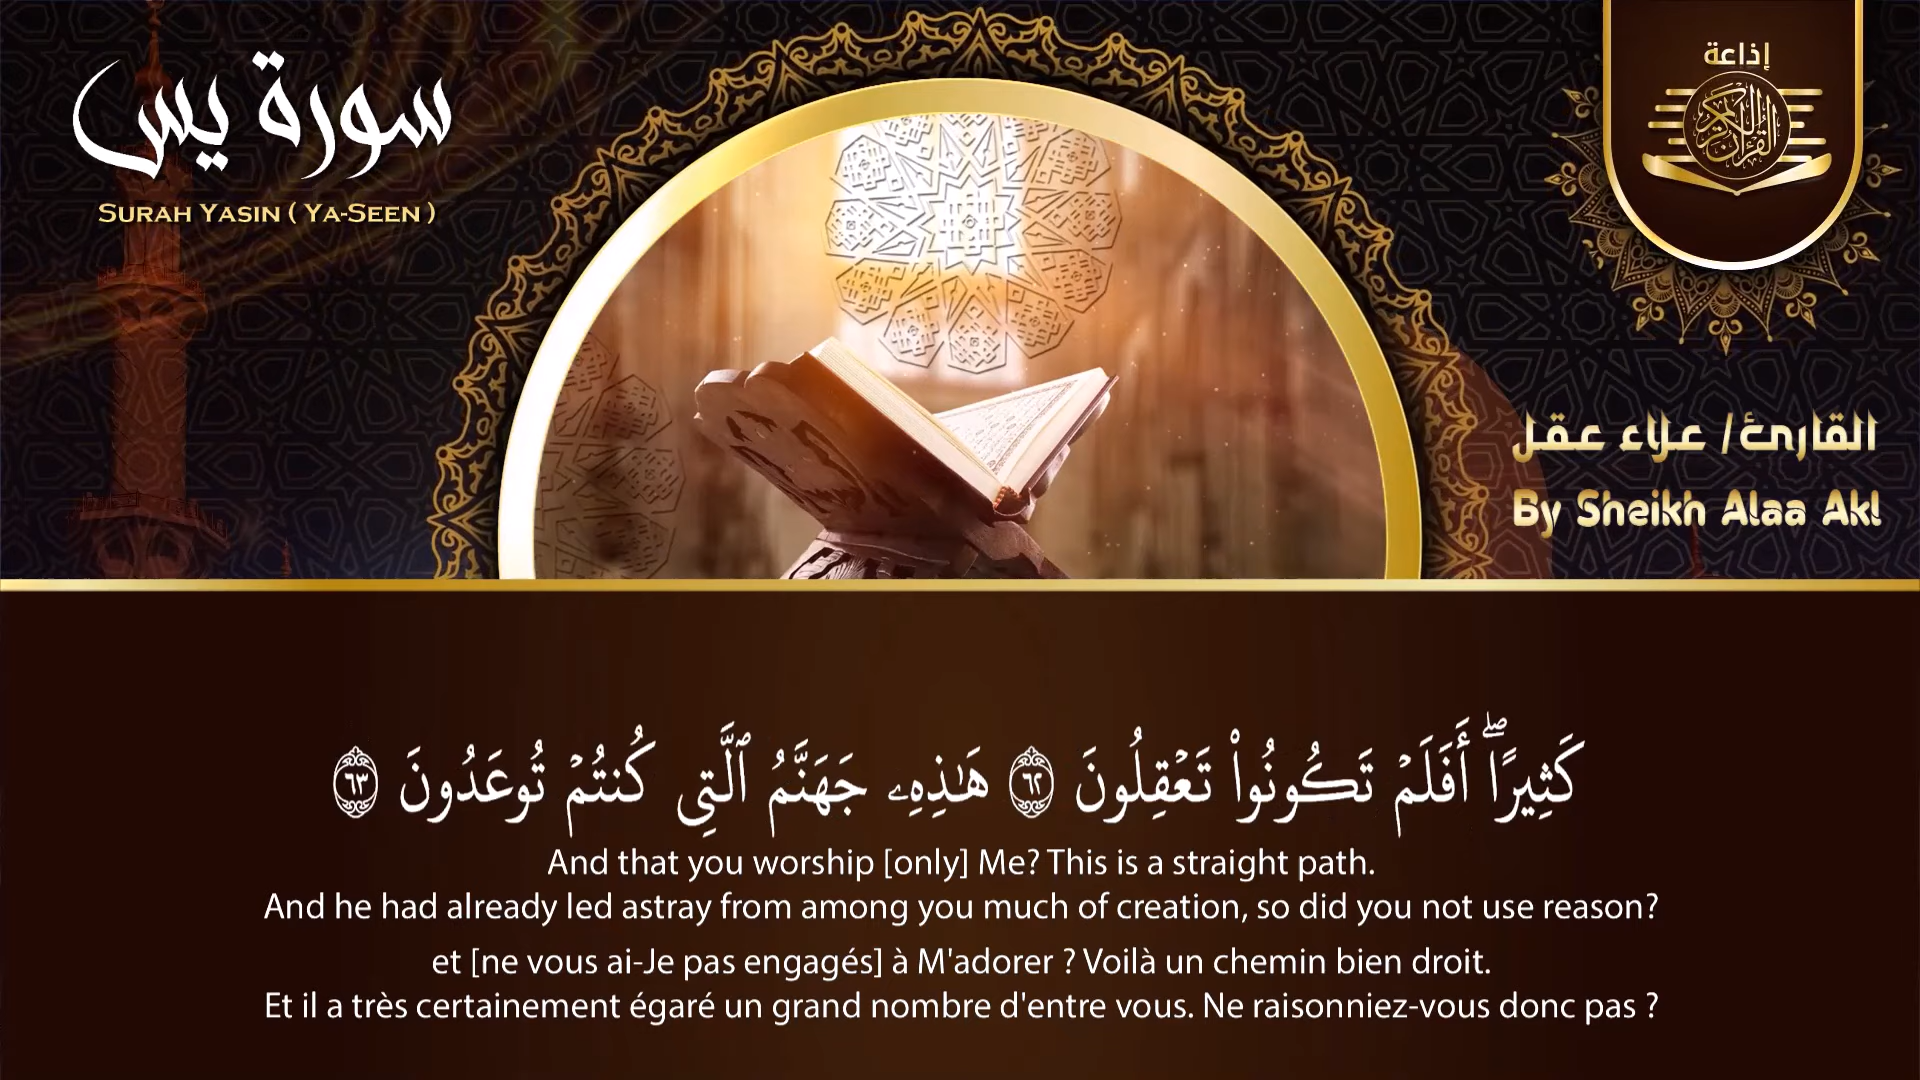 سورة يس
SURAH YASIN ( YA-SEEN )
إذاعة
القرآن الكريم
القارئ/ علاء عقل
By Sheikh Alaa Akl
كَثِيرًاۖ أَفَلَمۡ تَكُونُواْ تَعۡقِلُونَ ٦٢ هَٰذِهِۦ جَهَنَّمُ ٱلَّتِي كُنتُمۡ تُوعَدُونَ ٦٣
And that you worship [only] Me? This is a straight path.
And he had already led astray from among you much of creation, so did you not use reason?
et [ne vous ai-Je pas engagés] à M'adorer ? Voilà un chemin bien droit.
Et il a très certainement égaré un grand nombre d'entre vous. Ne raisonniez-vous donc pas ?